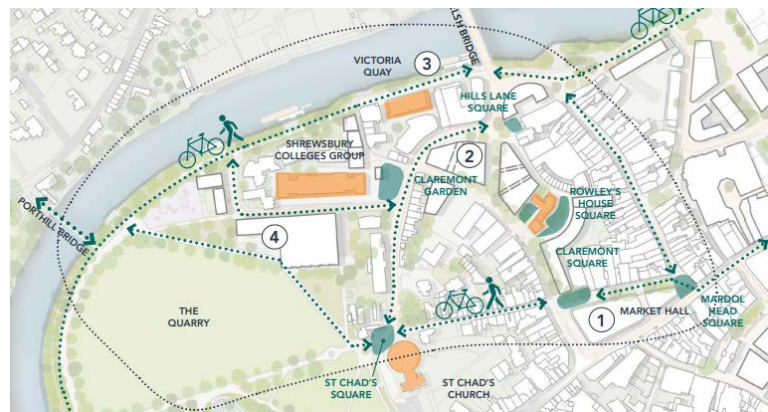 VICTORIA
QUAY
3
LSH BRIDGE
HILLS LANE
SQUARE
SHREWSBURY
COLLEGES GROUP
2
CLAREMONT
GARDEN
ROWLEY'S
HOUSE
SQUARE
PORTHILL BRIDGE
4
CLAREMONT
SQUARE
THE
QUARRY
1
MARKET HALL
MARDOL
HEAD
SQUARE
ST CHAD'S
SQUARE
ST CHAD'S
CHURCH